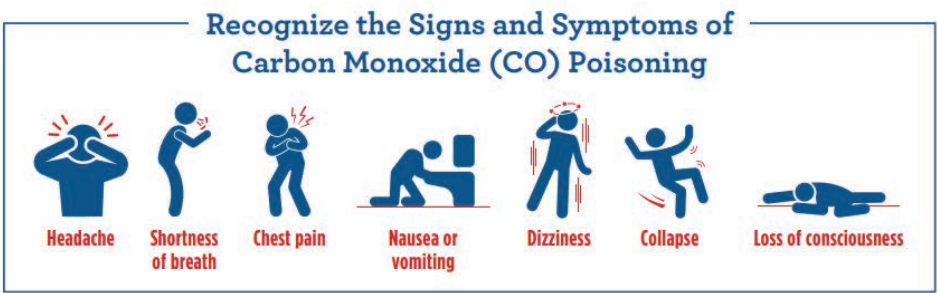 Recognize the Signs and Symptoms of
Carbon Monoxide (CO) Poisoning
Headache
Shortness
of breath
Chest pain
Nausea or
vomiting
Dizziness
Collapse
Loss of consciousness